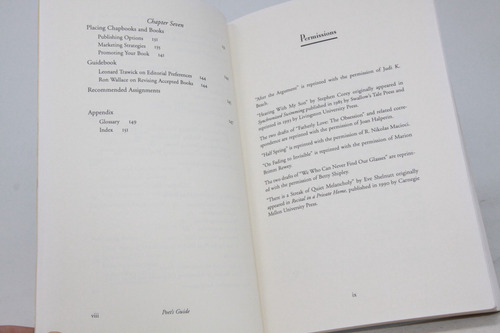 Chapter Seven
Placing Chapbooks and Books
Publishing Options 131
Marketing Strategies 135
Promoting Your Book 141
Guidebook
Leonard Trawick on Editorial Preferences 144
Ron Wallace on Revising Accepted Books 144
Recommended Assignments
Appendix
Glossary 149
Index 151
viii
Poet's Guide
Permissions
"After the Argument" is reprinted with the permission of Josh K.
Beach.
"Hearing With My Son" by Stephen Corey originally appeared in
Synchronized Swimming published in 1985 by Swallow's Tale Press and
reprinted in 1993 by Livingston University Press.
The two drafts of "Fatherly Love: The Obsession" and related corre-
spondence are reprinted with the permission of Joan Halperin.
"Half Spring" is reprinted with the permission of R. Nikolas Macioci.
"On Fading to Invisible" is reprinted with the permission of Marion
Boyer.
The two drafts of "We Who Can Never Find Our Glasses" are reprint-
ed with the permission of Betsy Shipley.
"There is a Streak of Quiet Melancholy" by Eve Shelnutt originally
appeared in Recital in a Private Home, published in 1990 by Carnegie
Mellon University Press.
ix